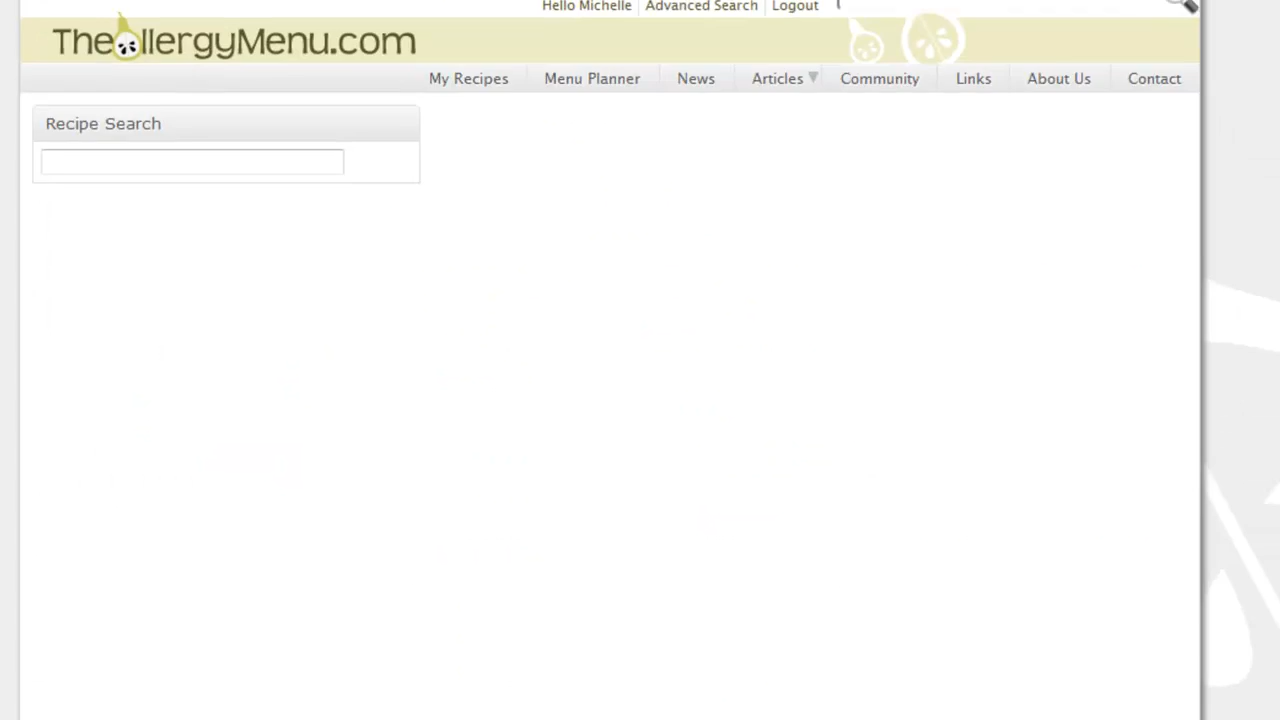 Hello Michelle Advanced Search Logout
TheAllergyMenu.com
My Recipes Menu Planner News Articles Community Links About Us Contact
Recipe Search